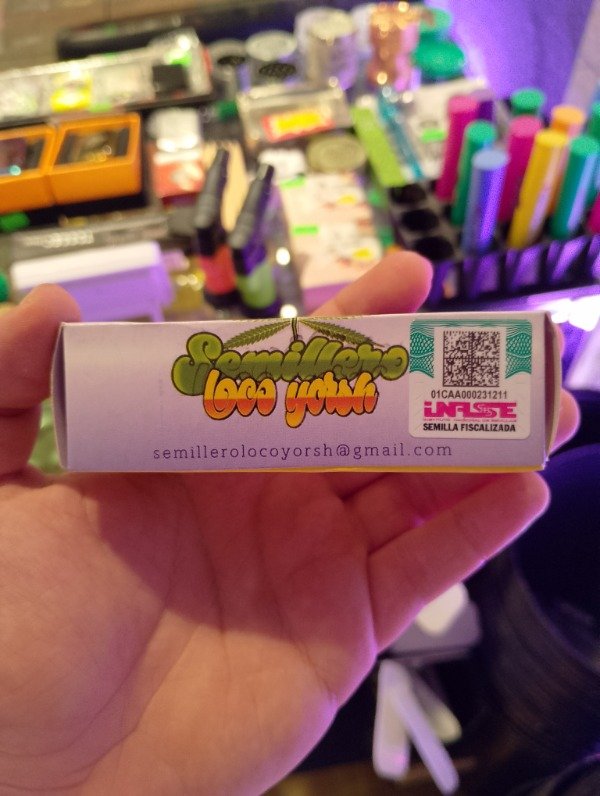 Semillero
Loco yorsh
semillerolocoyorsh@gmail.com
01CAA000231211
INASE
SEMILLA FISCALIZADA